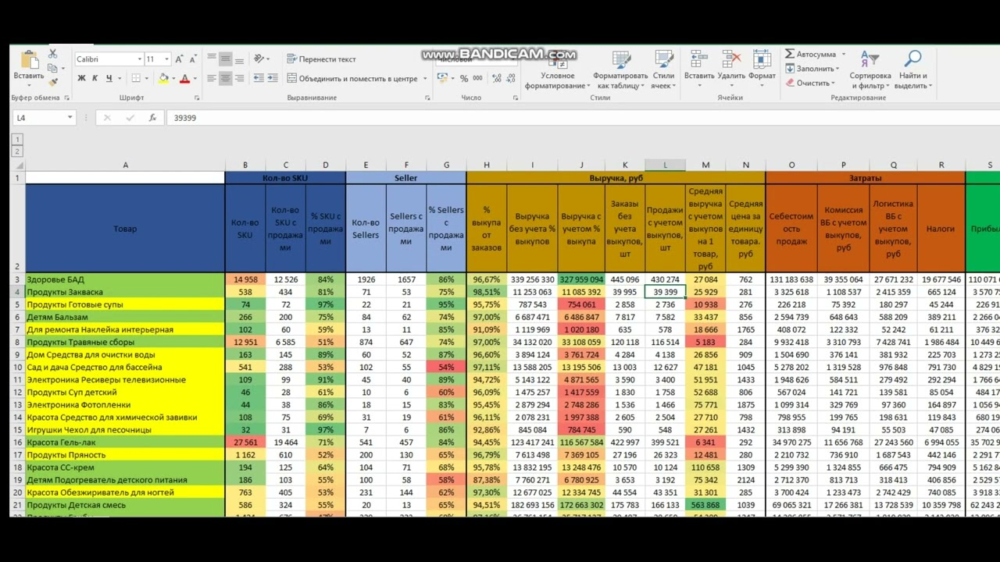 www.BANDICAM.com
Calibri 11 Перенести текст Числовой Автосумма
Вставить Ж К Ч Объединить и поместить в центре % 000 Условное форматирование Форматировать как таблицу Стили ячеек Вставить Удалить Формат Заполнить Очистить Сортировка и фильтр Найти и выделить
Буфер обмена Шрифт Выравнивание Число Стили Ячейки Редактирование
L4 fx 39399
1
2
A B C D E F G H I J K L M N O P Q R S
1 Кол-во SKU Seller Выручка, руб Затраты
2 Товар Кол-во SKU Кол-во SKU с продажами % SKU с продажами Кол-во Sellers Sellers с продажами % Sellers с продажами % выкупа от заказов Выручка без учета % выкупов Выручка с учетом % выкупа Заказы без учета выкупов, шт Продажи с учетом выкупов, шт Средняя выручка с учетом выкупов на 1 товар, руб Средняя цена за единицу товара. руб Себестоимость продаж Комиссия ВБ с учетом выкупов, руб Логистика ВБ с учетом выкупов, руб Налоги Прибыл
3 Здоровье БАД 14 958 12 526 84% 1926 1657 86% 96,67% 339 256 330 327 959 094 445 096 430 274 27 084 762 131 183 638 39 355 064 27 671 232 19 677 546 110 071 6
4 Продукты Закваска 538 434 81% 71 53 75% 98,51% 11 253 063 11 085 392 39 995 39 399 25 929 281 3 325 618 1 108 537 2 415 359 665 124 3 570 75
5 Продукты Готовые супы 74 72 97% 22 21 95% 95,75% 787 543 754 061 2 858 2 736 10 938 276 226 218 75 392 180 297 45 244 226 91
6 Детям Бальзам 266 200 75% 84 62 74% 97,00% 6 687 471 6 486 847 7 817 7 582 33 437 856 2 594 739 648 643 588 209 389 211 2 266 04
7 Для ремонта Наклейка интерьерная 102 60 59% 13 11 85% 91,09% 1 119 969 1 020 180 635 578 18 666 1765 408 072 122 332 52 242 61 211 376 32
8 Продукты Травяные сборы 12 951 6 585 51% 874 647 74% 97,00% 34 132 020 33 108 059 120 118 116 514 5 183 284 9 932 418 3 310 793 7 428 741 1 986 484 10 449 6
9 Дом Средства для очистки воды 163 145 89% 60 52 87% 96,60% 3 894 124 3 761 724 4 284 4 138 26 856 909 1 504 690 376 141 381 932 225 703 1 273 25
10 Сад и дача Средство для бассейна 541 288 53% 102 55 54% 97,11% 13 588 205 13 195 506 13 003 12 627 47 181 1045 5 278 202 1 319 528 976 848 791 730 4 829 15
11 Электроника Ресиверы телевизионные 109 99 91% 45 40 89% 94,72% 5 143 122 4 871 565 3 590 3 400 51 951 1433 1 948 626 584 511 279 492 292 294 1 766 64
12 Продукты Суп детский 46 28 61% 10 6 60% 96,09% 1 475 257 1 417 559 1 830 1 758 52 688 806 567 024 141 721 139 581 85 054 484 17
13 Электроника Фотопленки 44 38 86% 18 15 83% 95,45% 2 879 294 2 748 286 1 536 1 466 75 771 1875 1 099 314 329 769 97 360 164 897 1 056 94
14 Красота Средство для химической завивки 108 75 69% 31 19 61% 96,11% 2 078 231 1 997 388 2 605 2 504 27 710 798 798 955 199 765 198 631 119 843 680 19
15 Игрушки Чехол для песочницы 32 31 97% 7 6 86% 92,86% 845 084 784 745 590 548 27 261 1432 313 898 94 191 55 503 47 085 274 06
16 Красота Гель-лак 27 561 19 464 71% 541 457 84% 94,45% 123 417 241 116 567 584 422 997 399 521 6 341 292 34 970 275 11 656 768 27 243 560 6 994 055 35 702 9
17 Продукты Пряность 1 162 610 52% 200 130 65% 96,79% 7 613 498 7 369 105 27 196 26 323 12 481 280 2 210 732 736 910 1 687 543 442 146 2 291 77
18 Красота СС-крем 194 125 64% 104 71 68% 95,78% 13 832 195 13 248 476 10 570 10 124 110 658 1309 5 299 390 1 324 855 666 475 794 909 5 162 84
19 Детям Подогреватель детского питания 186 103 55% 100 58 58% 87,38% 7 760 271 6 780 925 3 653 3 192 75 342 2124 2 712 370 813 713 318 413 406 856 2 529 57
20 Красота Обезжириватель для ногтей 763 405 53% 231 144 62% 97,30% 12 677 025 12 334 745 44 554 43 351 31 301 285 3 700 424 1 233 473 2 742 429 740 085 3 918 33
21 Продукты Детская смесь 586 324 55% 20 13 65% 94,51% 182 693 156 172 663 302 175 783 166 133 563 868 1039 69 065 321 17 266 381 13 728 539 10 359 798 62 243 2